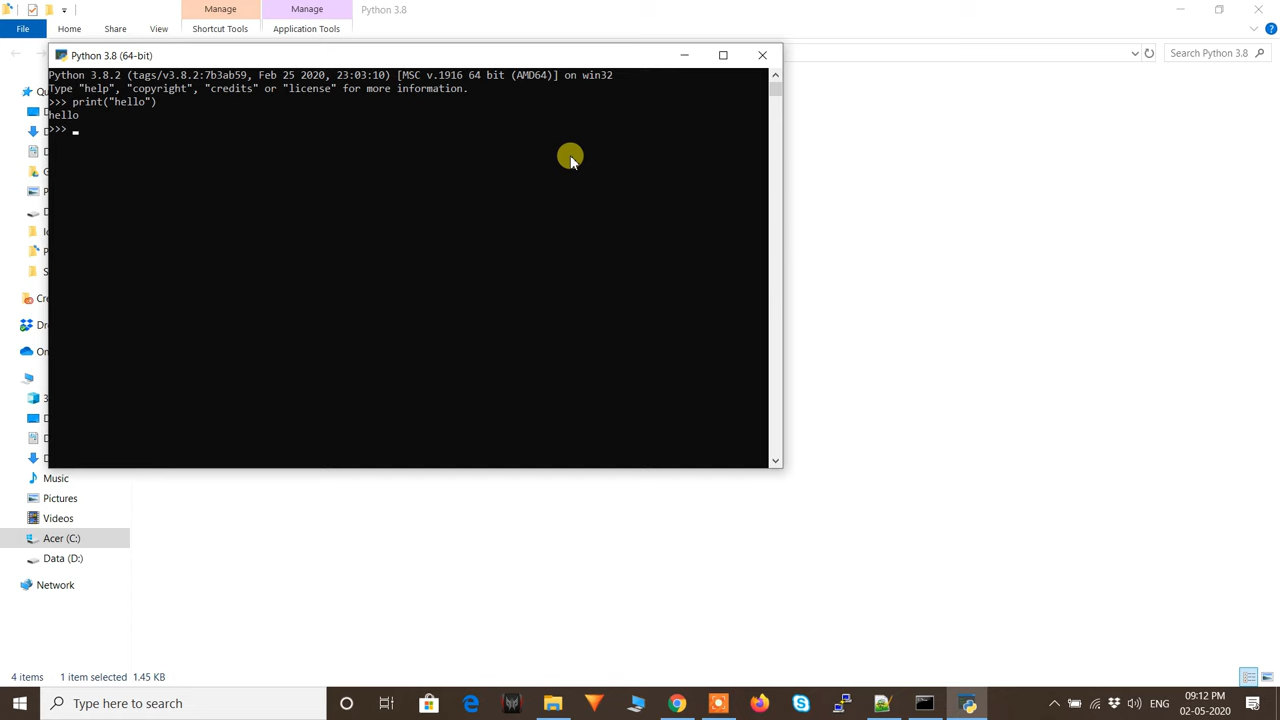 Manage
Manage
Python 3.8
File
Home
Share
View
Shortcut Tools
Application Tools
Search Python 3.8
Python 3.8 (64-bit)
Python 3.8.2 (tags/v3.8.2:7b3ab59, Feb 25 2020, 23:03:10) [MSC v.1916 64 bit (AMD64)] on win32
Type "help", "copyright", "credits" or "license" for more information.
>>> print("hello")
hello
>>>
Music
Pictures
Videos
Acer (C:)
Data (D:)
Network
4 items
1 item selected 1.45 KB
Type here to search
ENG
09:12 PM
02-05-2020